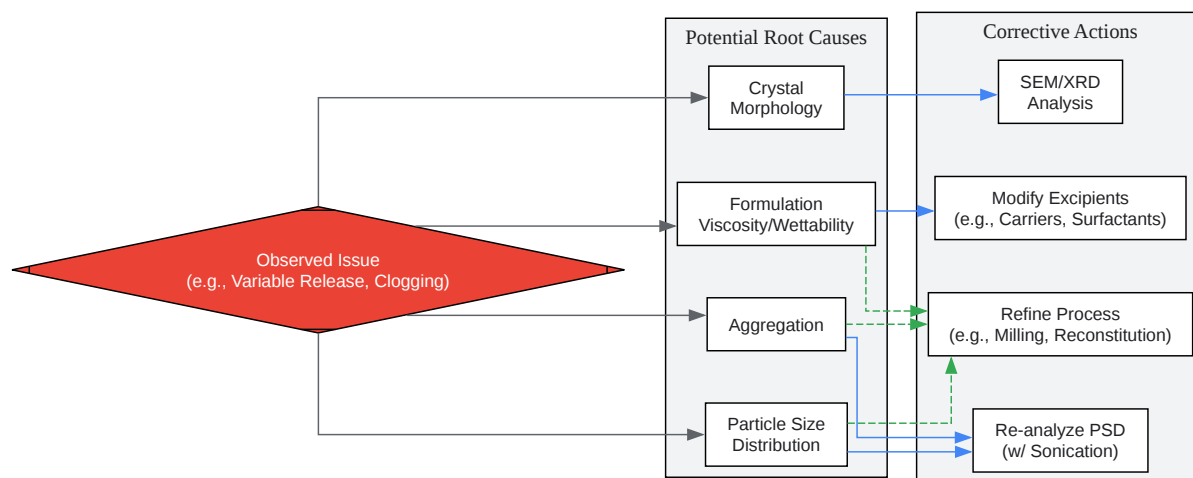 Potential Root Causes
Corrective Actions
Crystal
Morphology
SEM/XRD
Analysis
Formulation
Viscosity/Wettability
Modify Excipients
(e.g., Carriers, Surfactants)
Observed Issue
(e.g., Variable Release, Clogging)
Aggregation
Refine Process
(e.g., Milling, Reconstitution)
Particle Size
Distribution
Re-analyze PSD
(w/ Sonication)